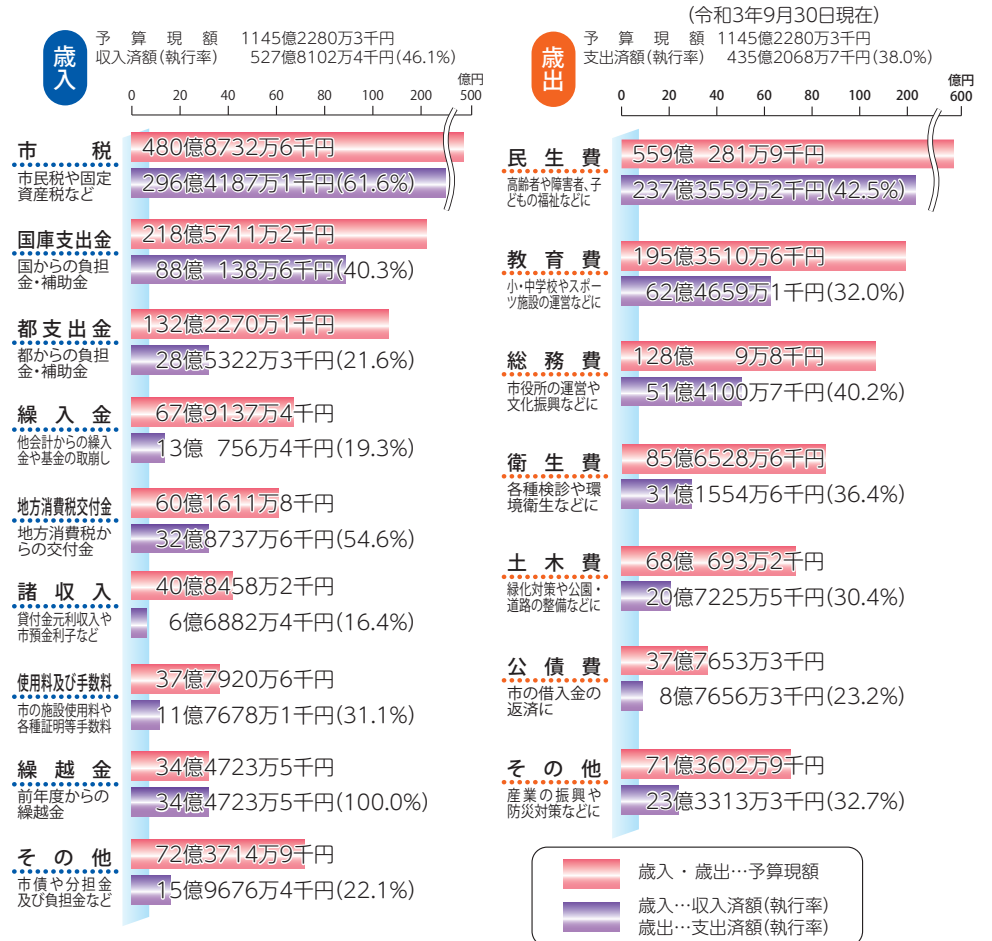 (令和3年9月30日現在)
歳入
予算現額 1145億2280万3千円
収入済額(執行率) 527億8102万4千円(46.1%)
億円
0 20 40 60 80 100 200 500
市税
市民税や固定
資産税など
480億8732万6千円
296億4187万1千円(61.6%)
国庫支出金
国からの負担
金・補助金
218億5711万2千円
88億 138万6千円(40.3%)
都支出金
都からの負担
金・補助金
132億2270万1千円
28億5322万3千円(21.6%)
繰入金
他会計からの繰入
金や基金の取崩し
67億9137万4千円
13億 756万4千円(19.3%)
地方消費税交付金
地方消費税か
らの交付金
60億1611万8千円
32億8737万6千円(54.6%)
諸収入
貸付金元利収入や
市預金利子など
40億8458万2千円
6億6882万4千円(16.4%)
使用料及び手数料
市の施設使用料や
各種証明等手数料
37億7920万6千円
11億7678万1千円(31.1%)
繰越金
前年度からの
繰越金
34億4723万5千円
34億4723万5千円(100.0%)
その他
市債や分担金
及び負担金など
72億3714万9千円
15億9676万4千円(22.1%)
歳出
予算現額 1145億2280万3千円
支出済額(執行率) 435億2068万7千円(38.0%)
億円
0 20 40 60 80 100 200 600
民生費
高齢者や障害者、子
どもの福祉などに
559億 281万9千円
237億3559万2千円(42.5%)
教育費
小・中学校やスポー
ツ施設の運営などに
195億3510万6千円
62億4659万1千円(32.0%)
総務費
市役所の運営や
文化振興などに
128億 9万8千円
51億4100万7千円(40.2%)
衛生費
各種検診や環
境衛生などに
85億6528万6千円
31億1554万6千円(36.4%)
土木費
緑化対策や公園・
道路の整備などに
68億 693万2千円
20億7225万5千円(30.4%)
公債費
市の借入金の
返済に
37億7653万3千円
8億7656万3千円(23.2%)
その他
産業の振興や
防災対策などに
71億3602万9千円
23億3313万3千円(32.7%)
歳入・歳出…予算現額
歳入…収入済額(執行率)
歳出…支出済額(執行率)